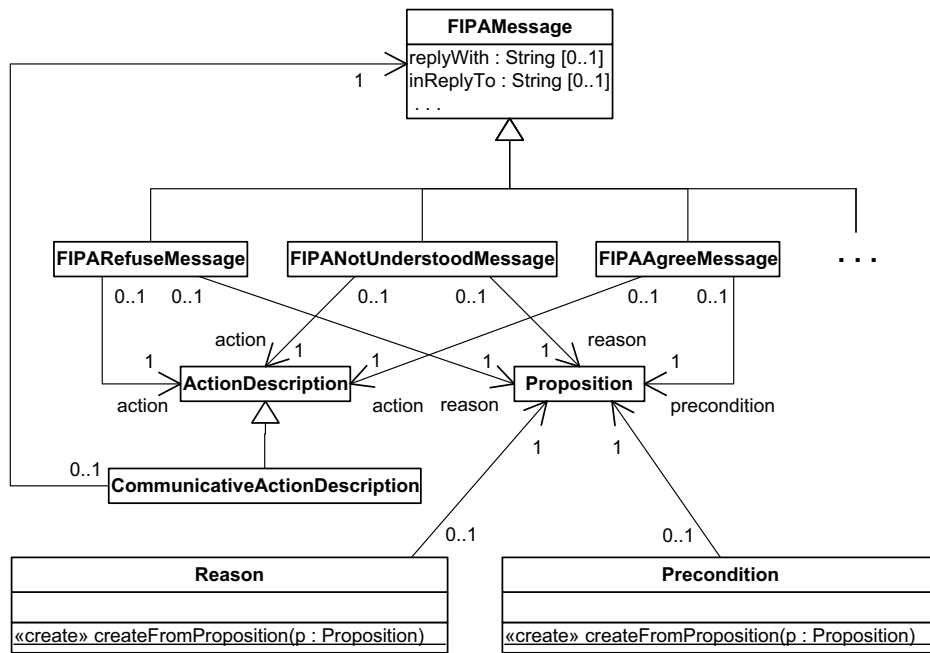 FIPAMessage
replyWith : String [0..1]
inReplyTo : String [0..1]
. . .
1
FIPARefuseMessage
FIPANotUnderstoodMessage
FIPAAgreeMessage
. . .
0..1
0..1
0..1
0..1
0..1
0..1
action
reason
1
1
1
1
1
1
ActionDescription
Proposition
action
action
reason
precondition
1
1
0..1
CommunicativeActionDescription
0..1
0..1
Reason
Precondition
«create» createFromProposition(p : Proposition)
«create» createFromProposition(p : Proposition)